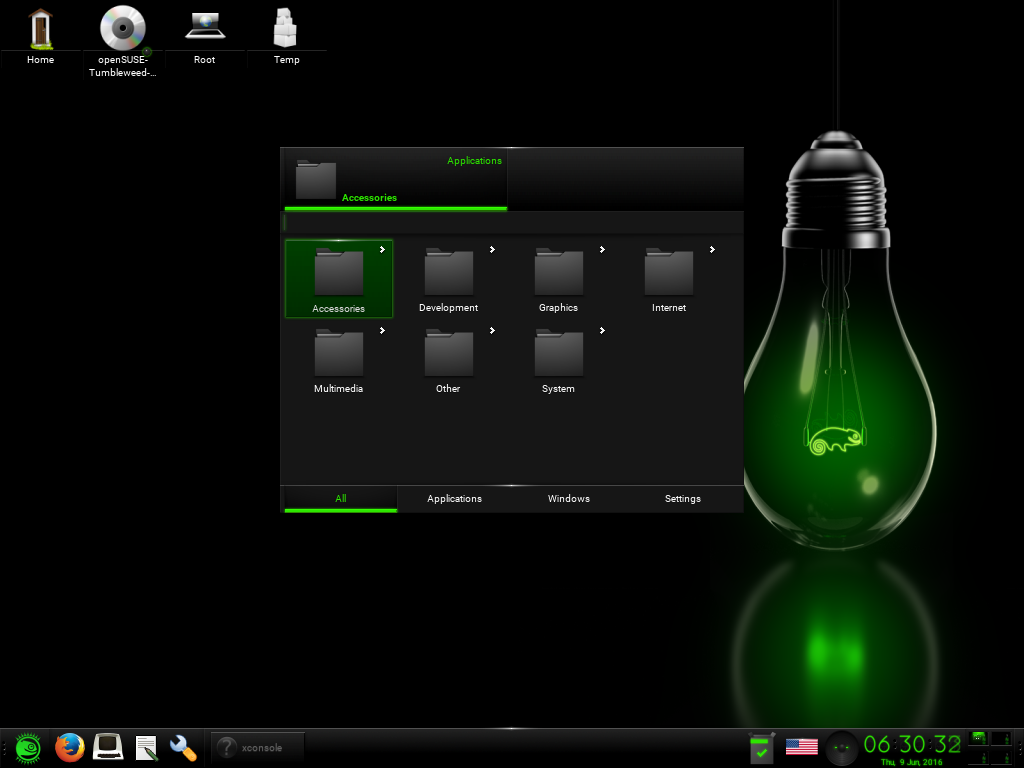 Home
openSUSE-
Tumbleweed-...
Root
Temp
Applications
Accessories
Accessories
Development
Graphics
Internet
Multimedia
Other
System
All
Applications
Windows
Settings
xconsole
06:30:32
Thu, 9 Jun, 2016